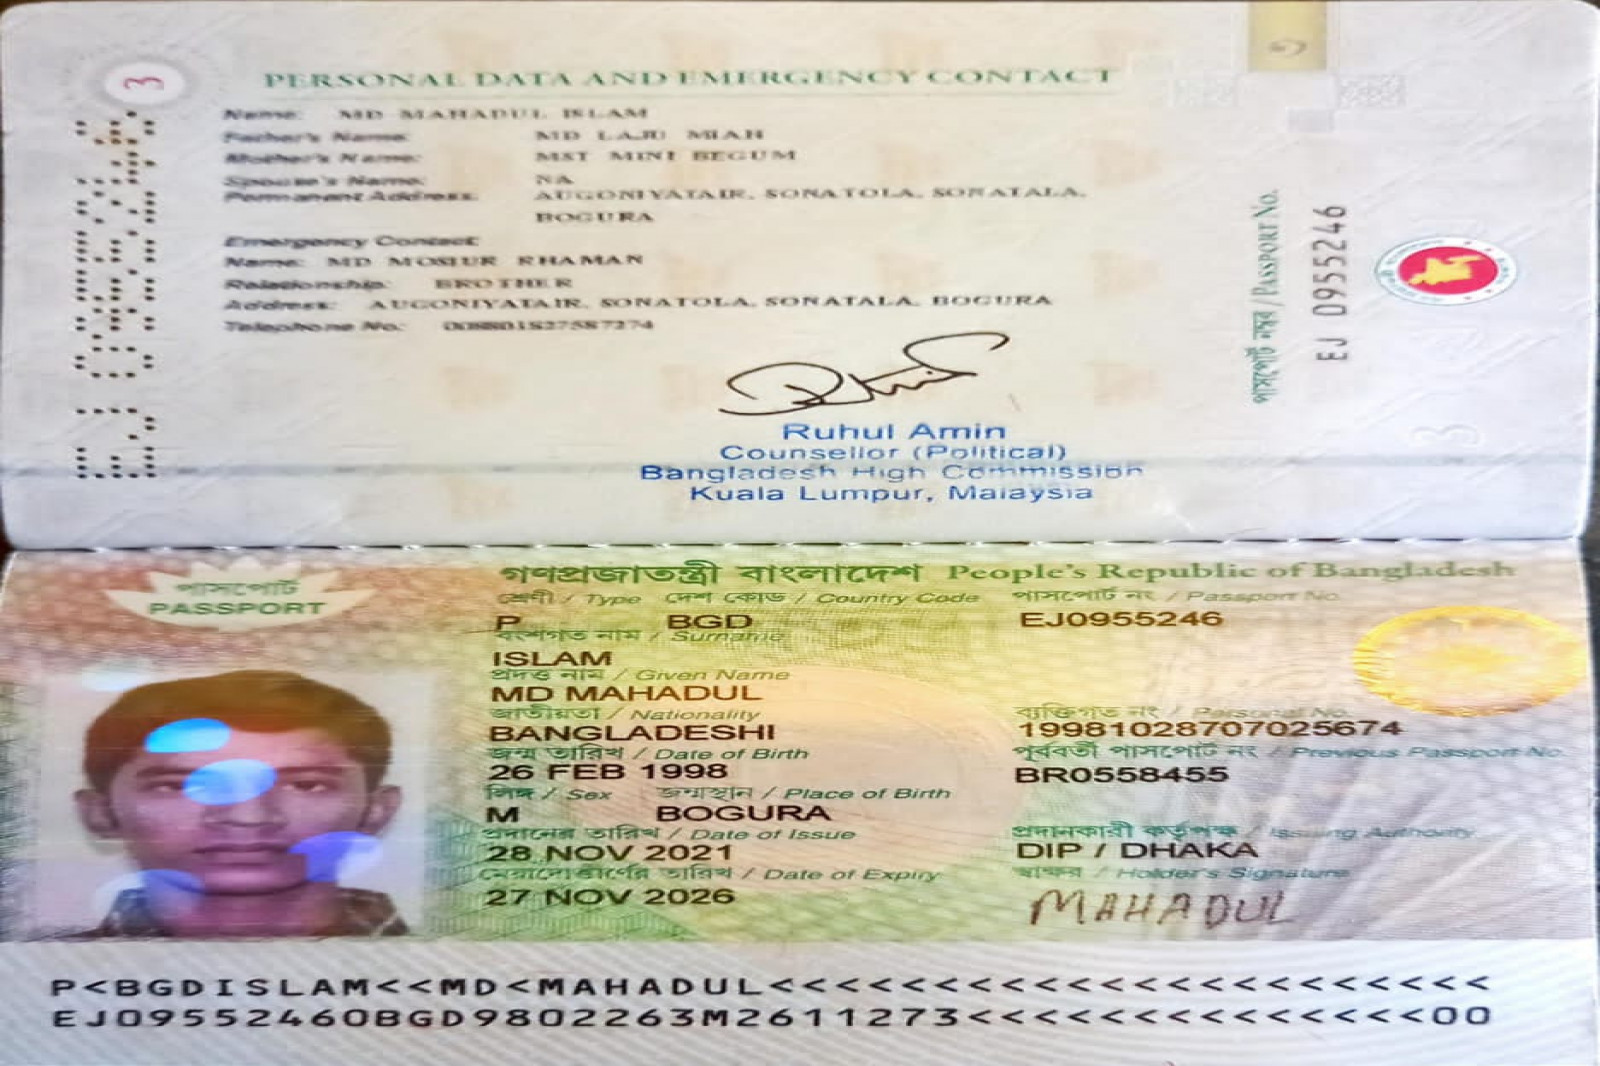 3
PERSONAL DATA AND EMERGENCY CONTACT
Name: MD MAHADUL ISLAM
Father's Name: MD LAJU MIAH
Mother's Name: MST MINI BEGUM
Spouse's Name: NA
Permanent Address: AUGONIYATAIR, SONATOLA, SONATALA,
BOGURA
Emergency Contact:
Name: MD MOSIUR RHAMAN
Relationship: BROTHER
Address: AUGONIYATAIR, SONATOLA, SONATALA, BOGURA
Telephone No: 008801827587274
Ruhul Amin
Counsellor (Political)
Bangladesh High Commission
Kuala Lumpur, Malaysia
EJ 0955246
পাসপোর্ট নম্বর / PASSPORT No.
EJ 0955246
পাসপোর্ট
PASSPORT
গণপ্রজাতন্ত্রী বাংলাদেশ People's Republic of Bangladesh
শ্রেণী / Type দেশ কোড / Country Code পাসপোর্ট নং / Passport No.
P BGD EJ0955246
বংশগত নাম / Surname
ISLAM
প্রদত্ত নাম / Given Name
MD MAHADUL
জাতীয়তা / Nationality ব্যক্তিগত নং / Personal No.
BANGLADESHI 19981028707025674
জন্ম তারিখ / Date of Birth পূর্ববর্তী পাসপোর্ট নং / Previous Passport No.
26 FEB 1998 BR0558455
লিঙ্গ / Sex জন্মস্থান / Place of Birth
M BOGURA
প্রদানের তারিখ / Date of Issue প্রদানকারী কর্তৃপক্ষ / Issuing Authority
28 NOV 2021 DIP / DHAKA
মেয়াদোত্তীর্ণের তারিখ / Date of Expiry স্বাক্ষর / Holder's Signature
27 NOV 2026 MAHADUL
P<BGDISLAM<<MD<MAHADUL<<<<<<<<<<<<<<<<<<<<<<
EJ09552460BGD9802263M2611273<<<<<<<<<<<<<<00